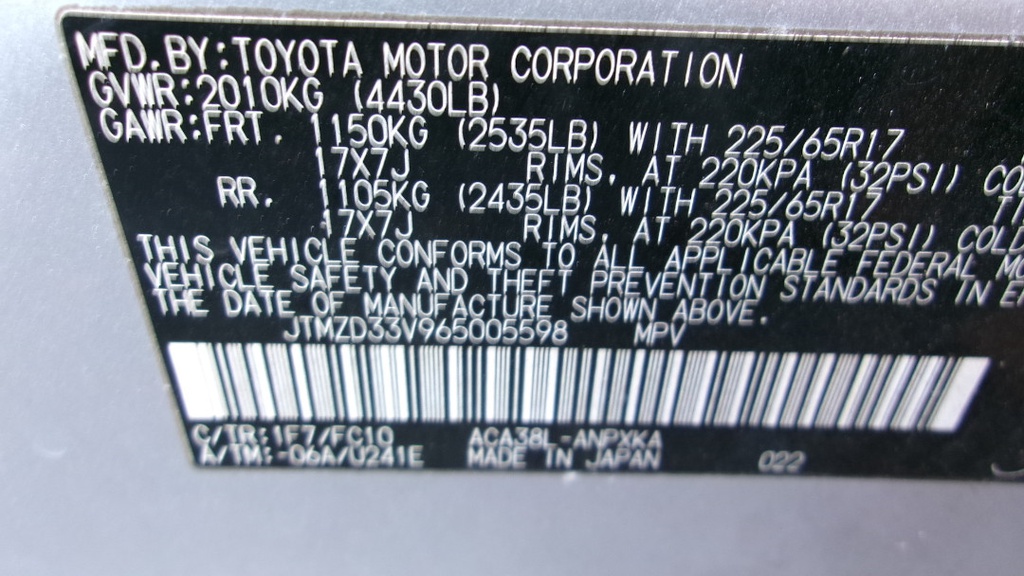 MFD.BY:TOYOTA MOTOR CORPORATION
GVWR:2010KG (4430LB)
GAWR:FRT. 1150KG (2535LB) WITH 225/65R17
17X7J RIMS, AT 220KPA (32PSI)
RR. 1105KG (2435LB) WITH 225/65R17
17X7J RIMS, AT 220KPA (32PSI) COLD
THIS VEHICLE CONFORMS TO ALL APPLICABLE FEDERAL
VEHICLE SAFETY AND THEFT PREVENTION STANDARDS IN
THE DATE OF MANUFACTURE SHOWN ABOVE.
JTMZD33V965005598 MPV
C/TR:1F7/FC10 ACA38L-ANPXKA
A/TM:-06A/U241E MADE IN JAPAN 022